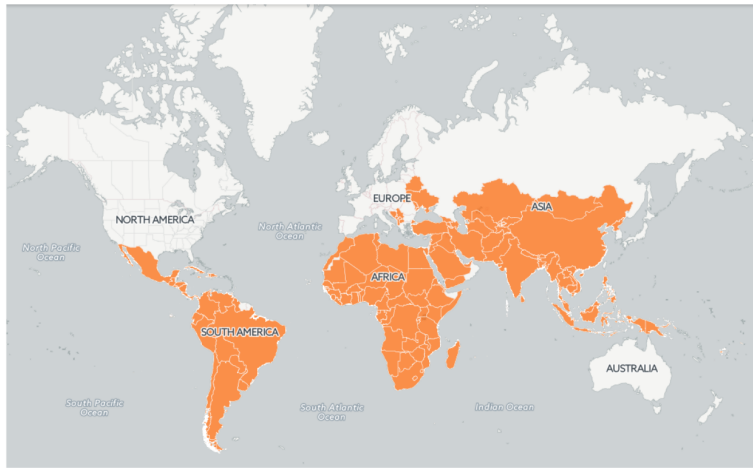 EUROPE
ASIA
NORTH AMERICA
North Atlantic
Ocean
North Pacific
Ocean
AFRICA
SOUTH AMERICA
AUSTRALIA
South Pacific
Ocean
South Atlantic
Ocean
Indian Ocean